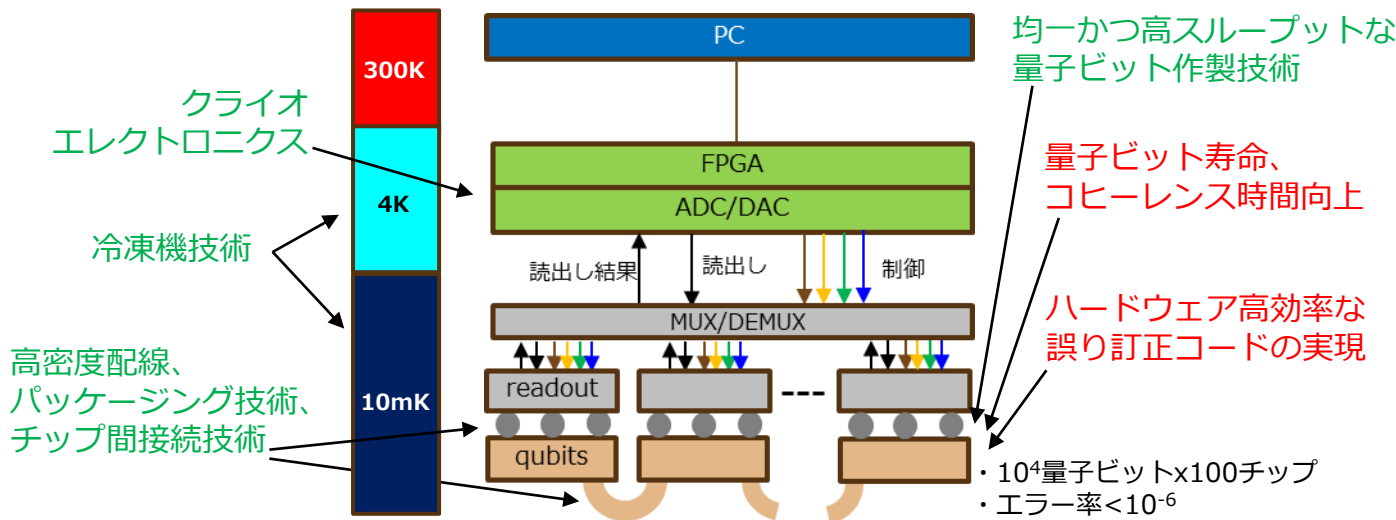 300K
4K
10mK
クライオ
エレクトロニクス
冷凍機技術
高密度配線、
パッケージング技術、
チップ間接続技術
PC
FPGA
ADC/DAC
読出し結果
読出し
制御
MUX/DEMUX
readout
---
qubits
均一かつ高スループットな
量子ビット作製技術
量子ビット寿命、
コヒーレンス時間向上
ハードウェア高効率な
誤り訂正コードの実現
・10⁴量子ビットx100チップ
・エラー率<10⁻⁶